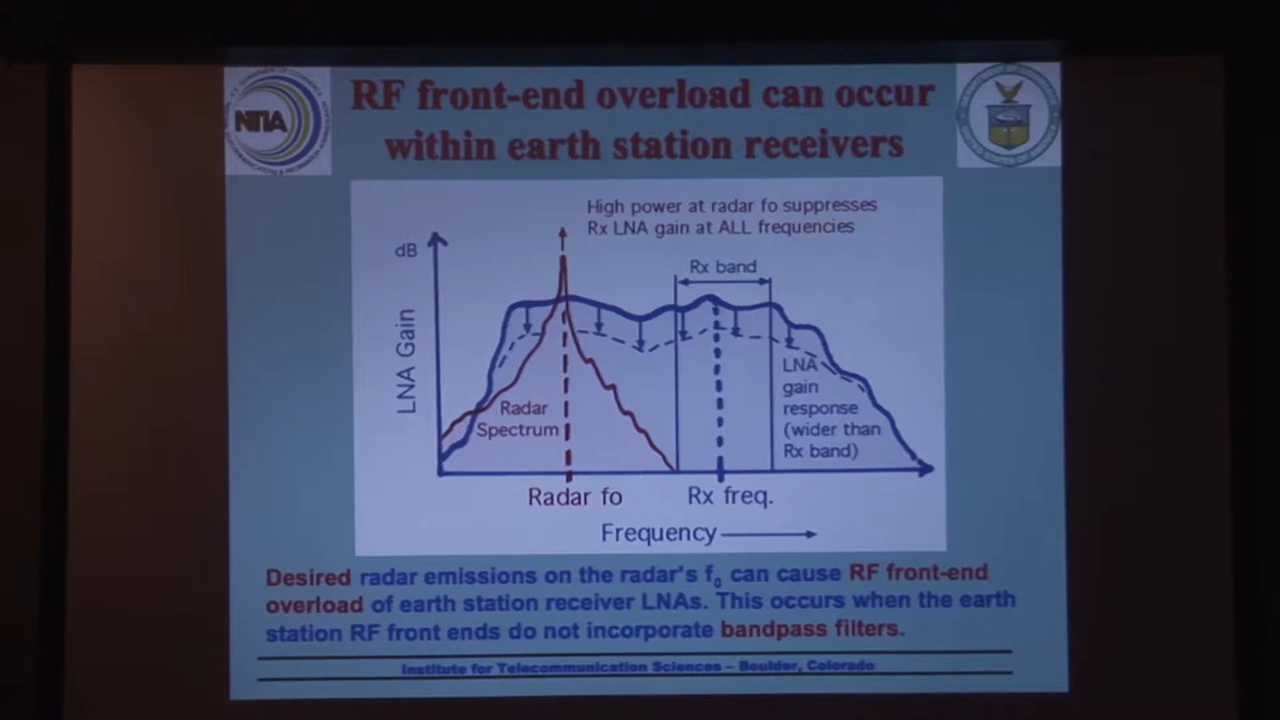 NTIA
RF front-end overload can occur
within earth station receivers
High power at radar fo suppresses
Rx LNA gain at ALL frequencies
dB
Rx band
LNA Gain
LNA
gain
response
(wider than
Rx band)
Radar
Spectrum
Radar fo
Rx freq.
Frequency
Desired radar emissions on the radar's f₀ can cause RF front-end
overload of earth station receiver LNAs. This occurs when the earth
station RF front ends do not incorporate bandpass filters.
Institute for Telecommunication Sciences – Boulder, Colorado